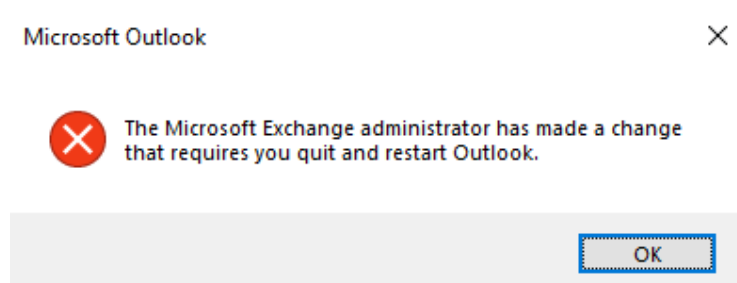 Microsoft Outlook
The Microsoft Exchange administrator has made a change
that requires you quit and restart Outlook.
OK